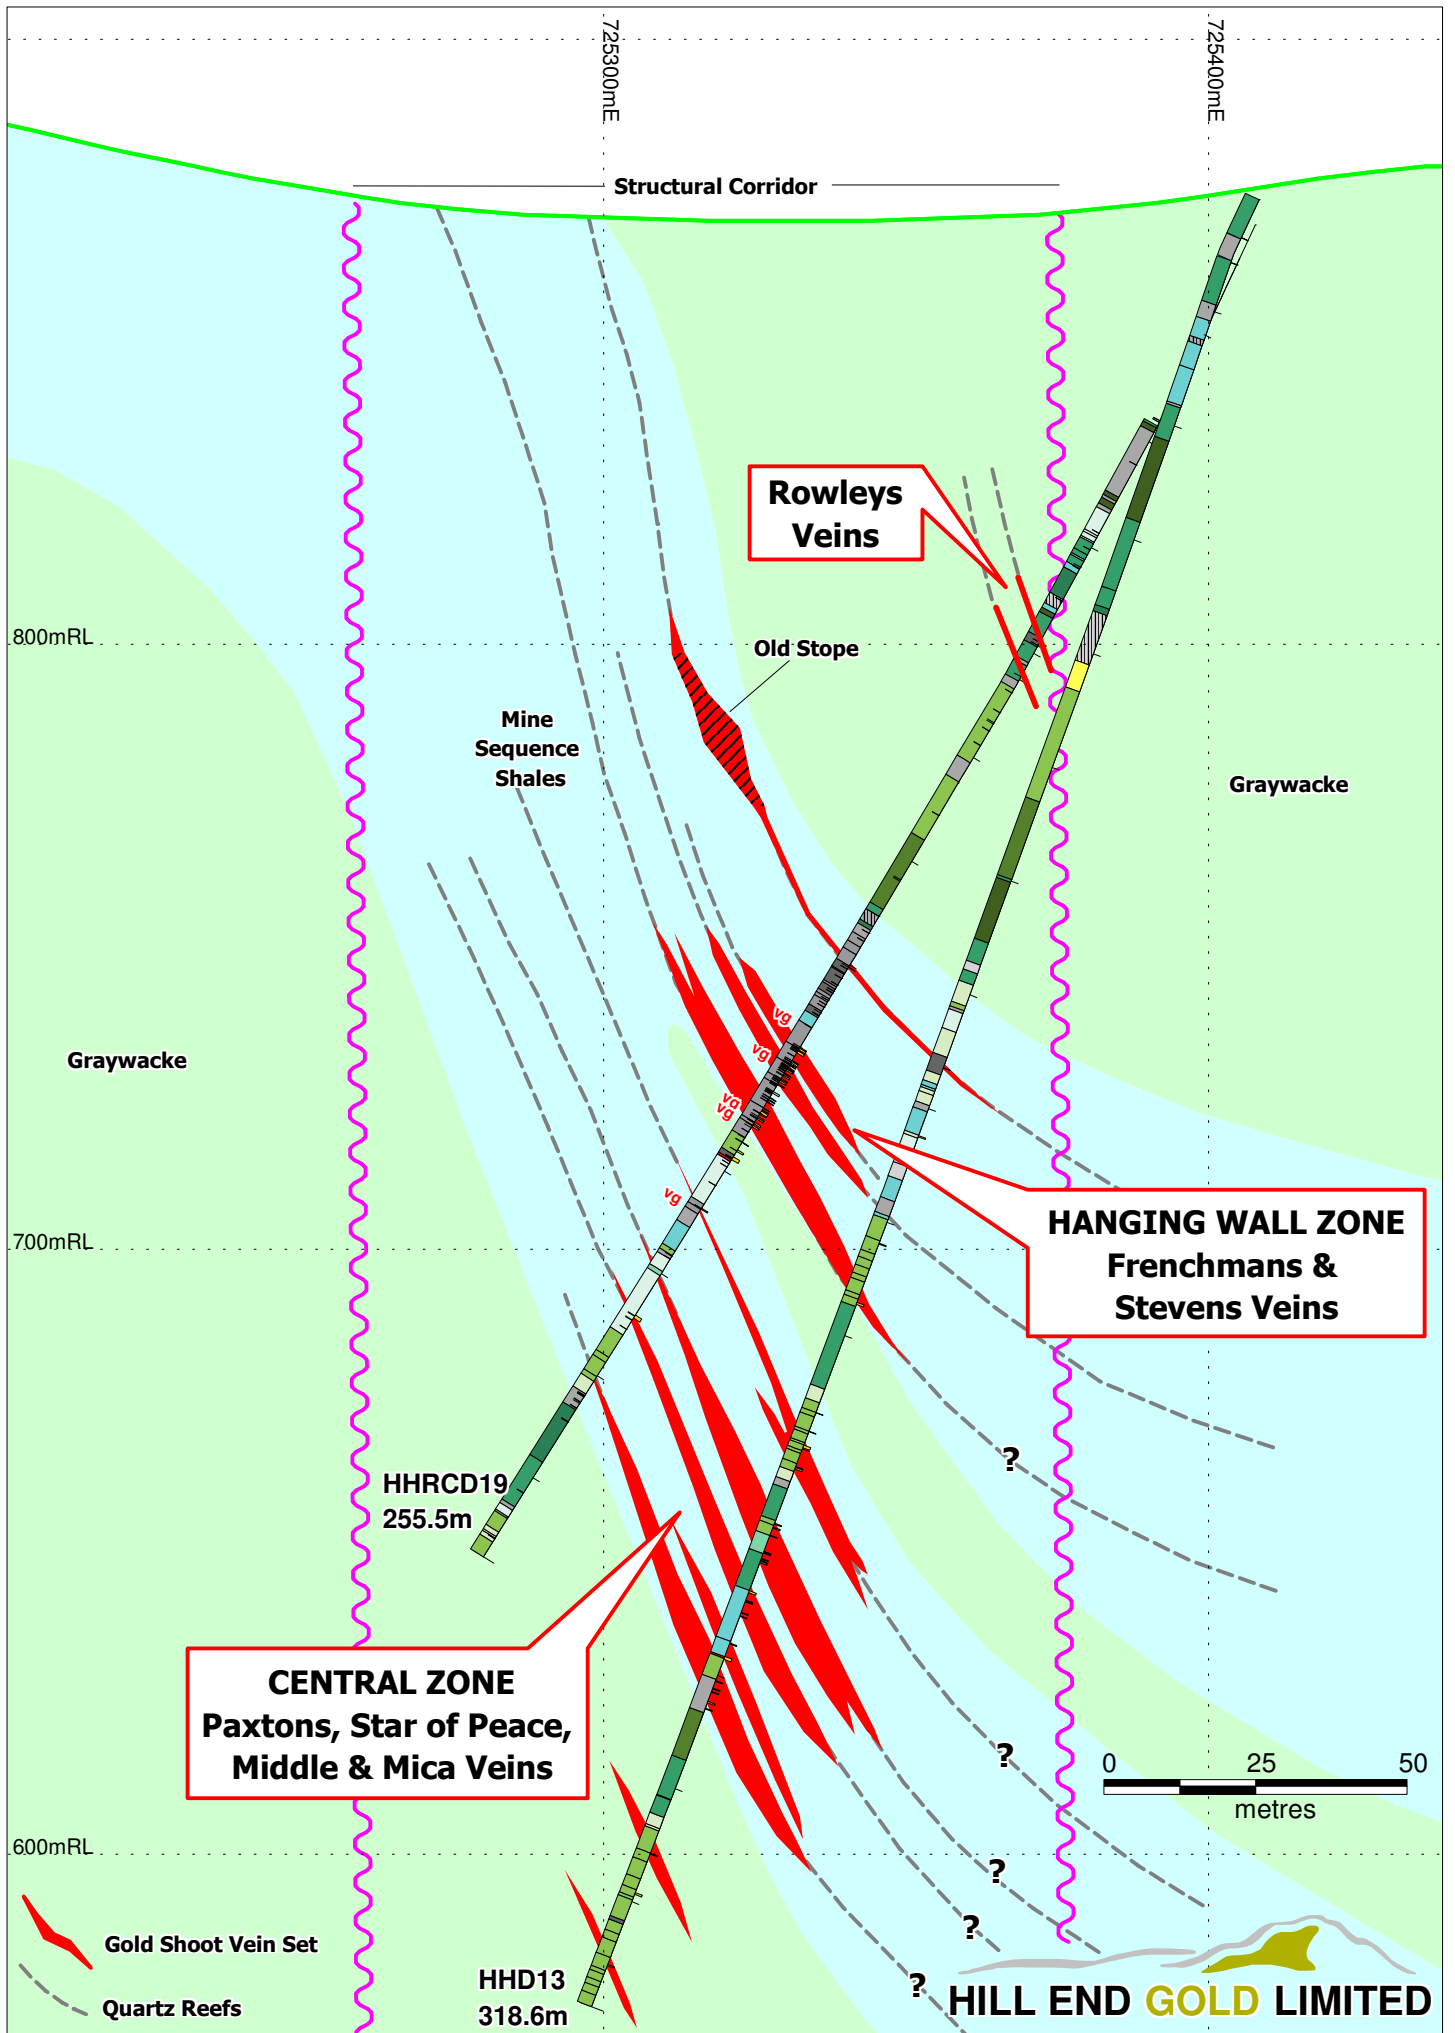 725300mE
725400mE
Structural Corridor
Rowleys
Veins
800mRL
Old Stope
Mine
Sequence
Shales
Graywacke
vg
vg
Graywacke
vg
vg
vg
HANGING WALL ZONE
Frenchmans &
Stevens Veins
700mRL
?
HHRCD19
255.5m
CENTRAL ZONE
Paxtons, Star of Peace,
Middle & Mica Veins
?
0 25 50
metres
600mRL
?
?
Gold Shoot Vein Set
HHD13
318.6m
?
HILL END GOLD LIMITED
Quartz Reefs